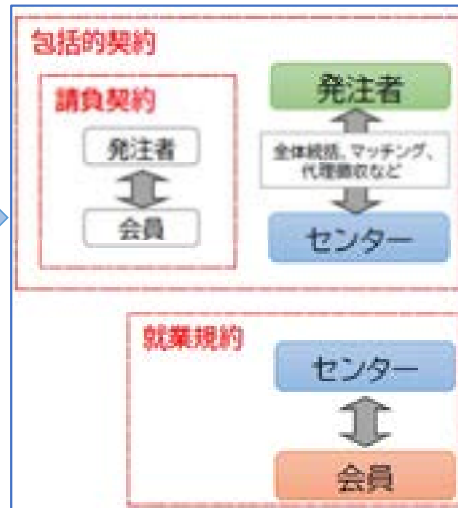 包括的契約
請負契約
発注者
会員
発注者
全体統括、マッチング、
代理徴収など
センター
就業規約
センター
会員